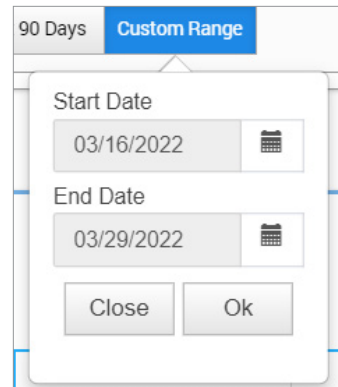 90 Days Custom Range
Start Date
03/16/2022
End Date
03/29/2022
Close Ok